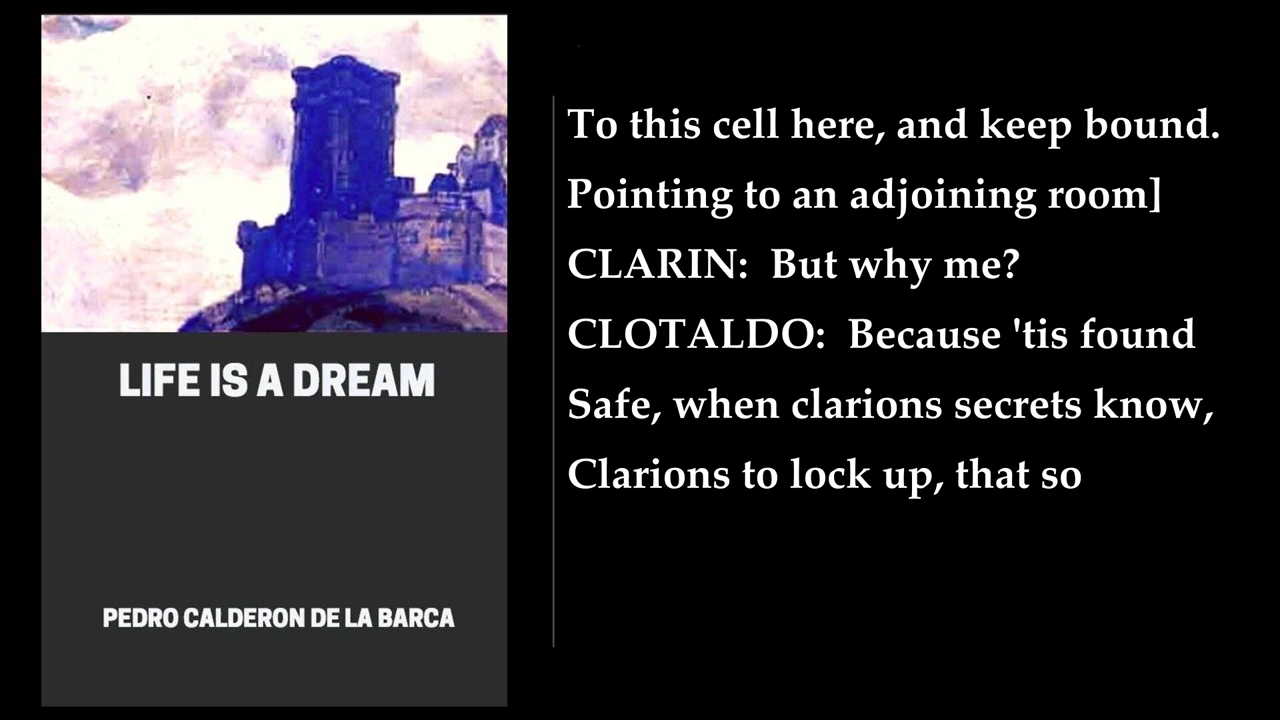 LIFE IS A DREAM
PEDRO CALDERON DE LA BARCA
To this cell here, and keep bound.
Pointing to an adjoining room]
CLARIN:  But why me?
CLOTALDO:  Because 'tis found
Safe, when clarions secrets know,
Clarions to lock up, that so